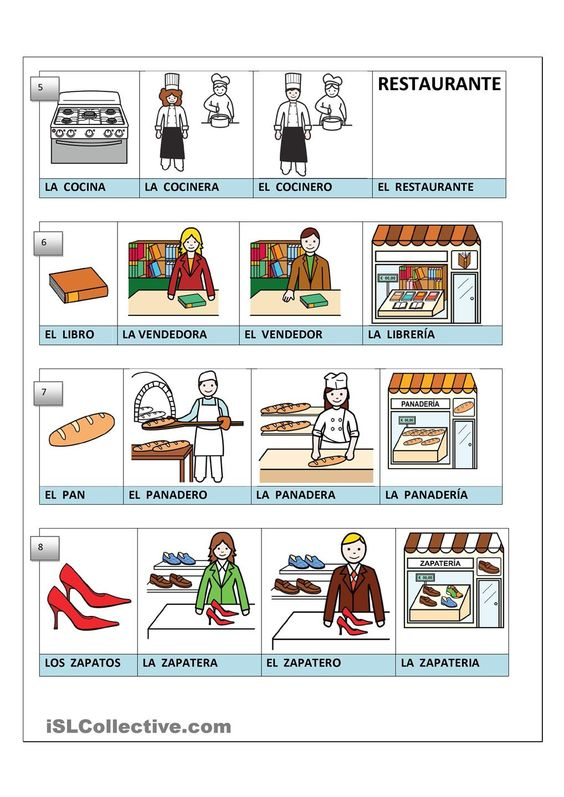 5
RESTAURANTE
LA COCINA
LA COCINERA
EL COCINERO
EL RESTAURANTE
6
EL LIBRO
LA VENDEDORA
EL VENDEDOR
LA LIBRERÍA
7
PANADERÍA
EL PAN
EL PANADERO
LA PANADERA
LA PANADERÍA
8
ZAPATERÍA
LOS ZAPATOS
LA ZAPATERA
EL ZAPATERO
LA ZAPATERIA
iSLCollective.com